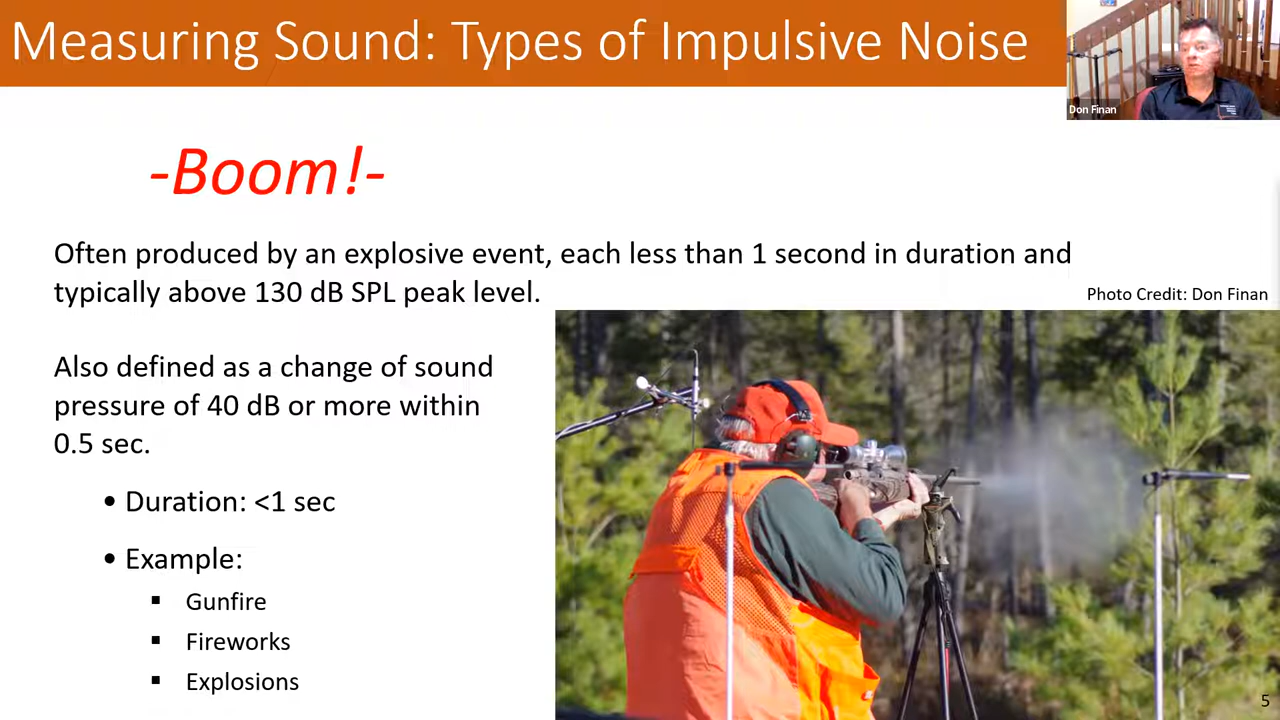 Measuring Sound: Types of Impulsive Noise
Don Finan
-Boom!-
Often produced by an explosive event, each less than 1 second in duration and
typically above 130 dB SPL peak level.
Photo Credit: Don Finan
Also defined as a change of sound
pressure of 40 dB or more within
0.5 sec.
• Duration: <1 sec
• Example:
▪ Gunfire
▪ Fireworks
▪ Explosions
5